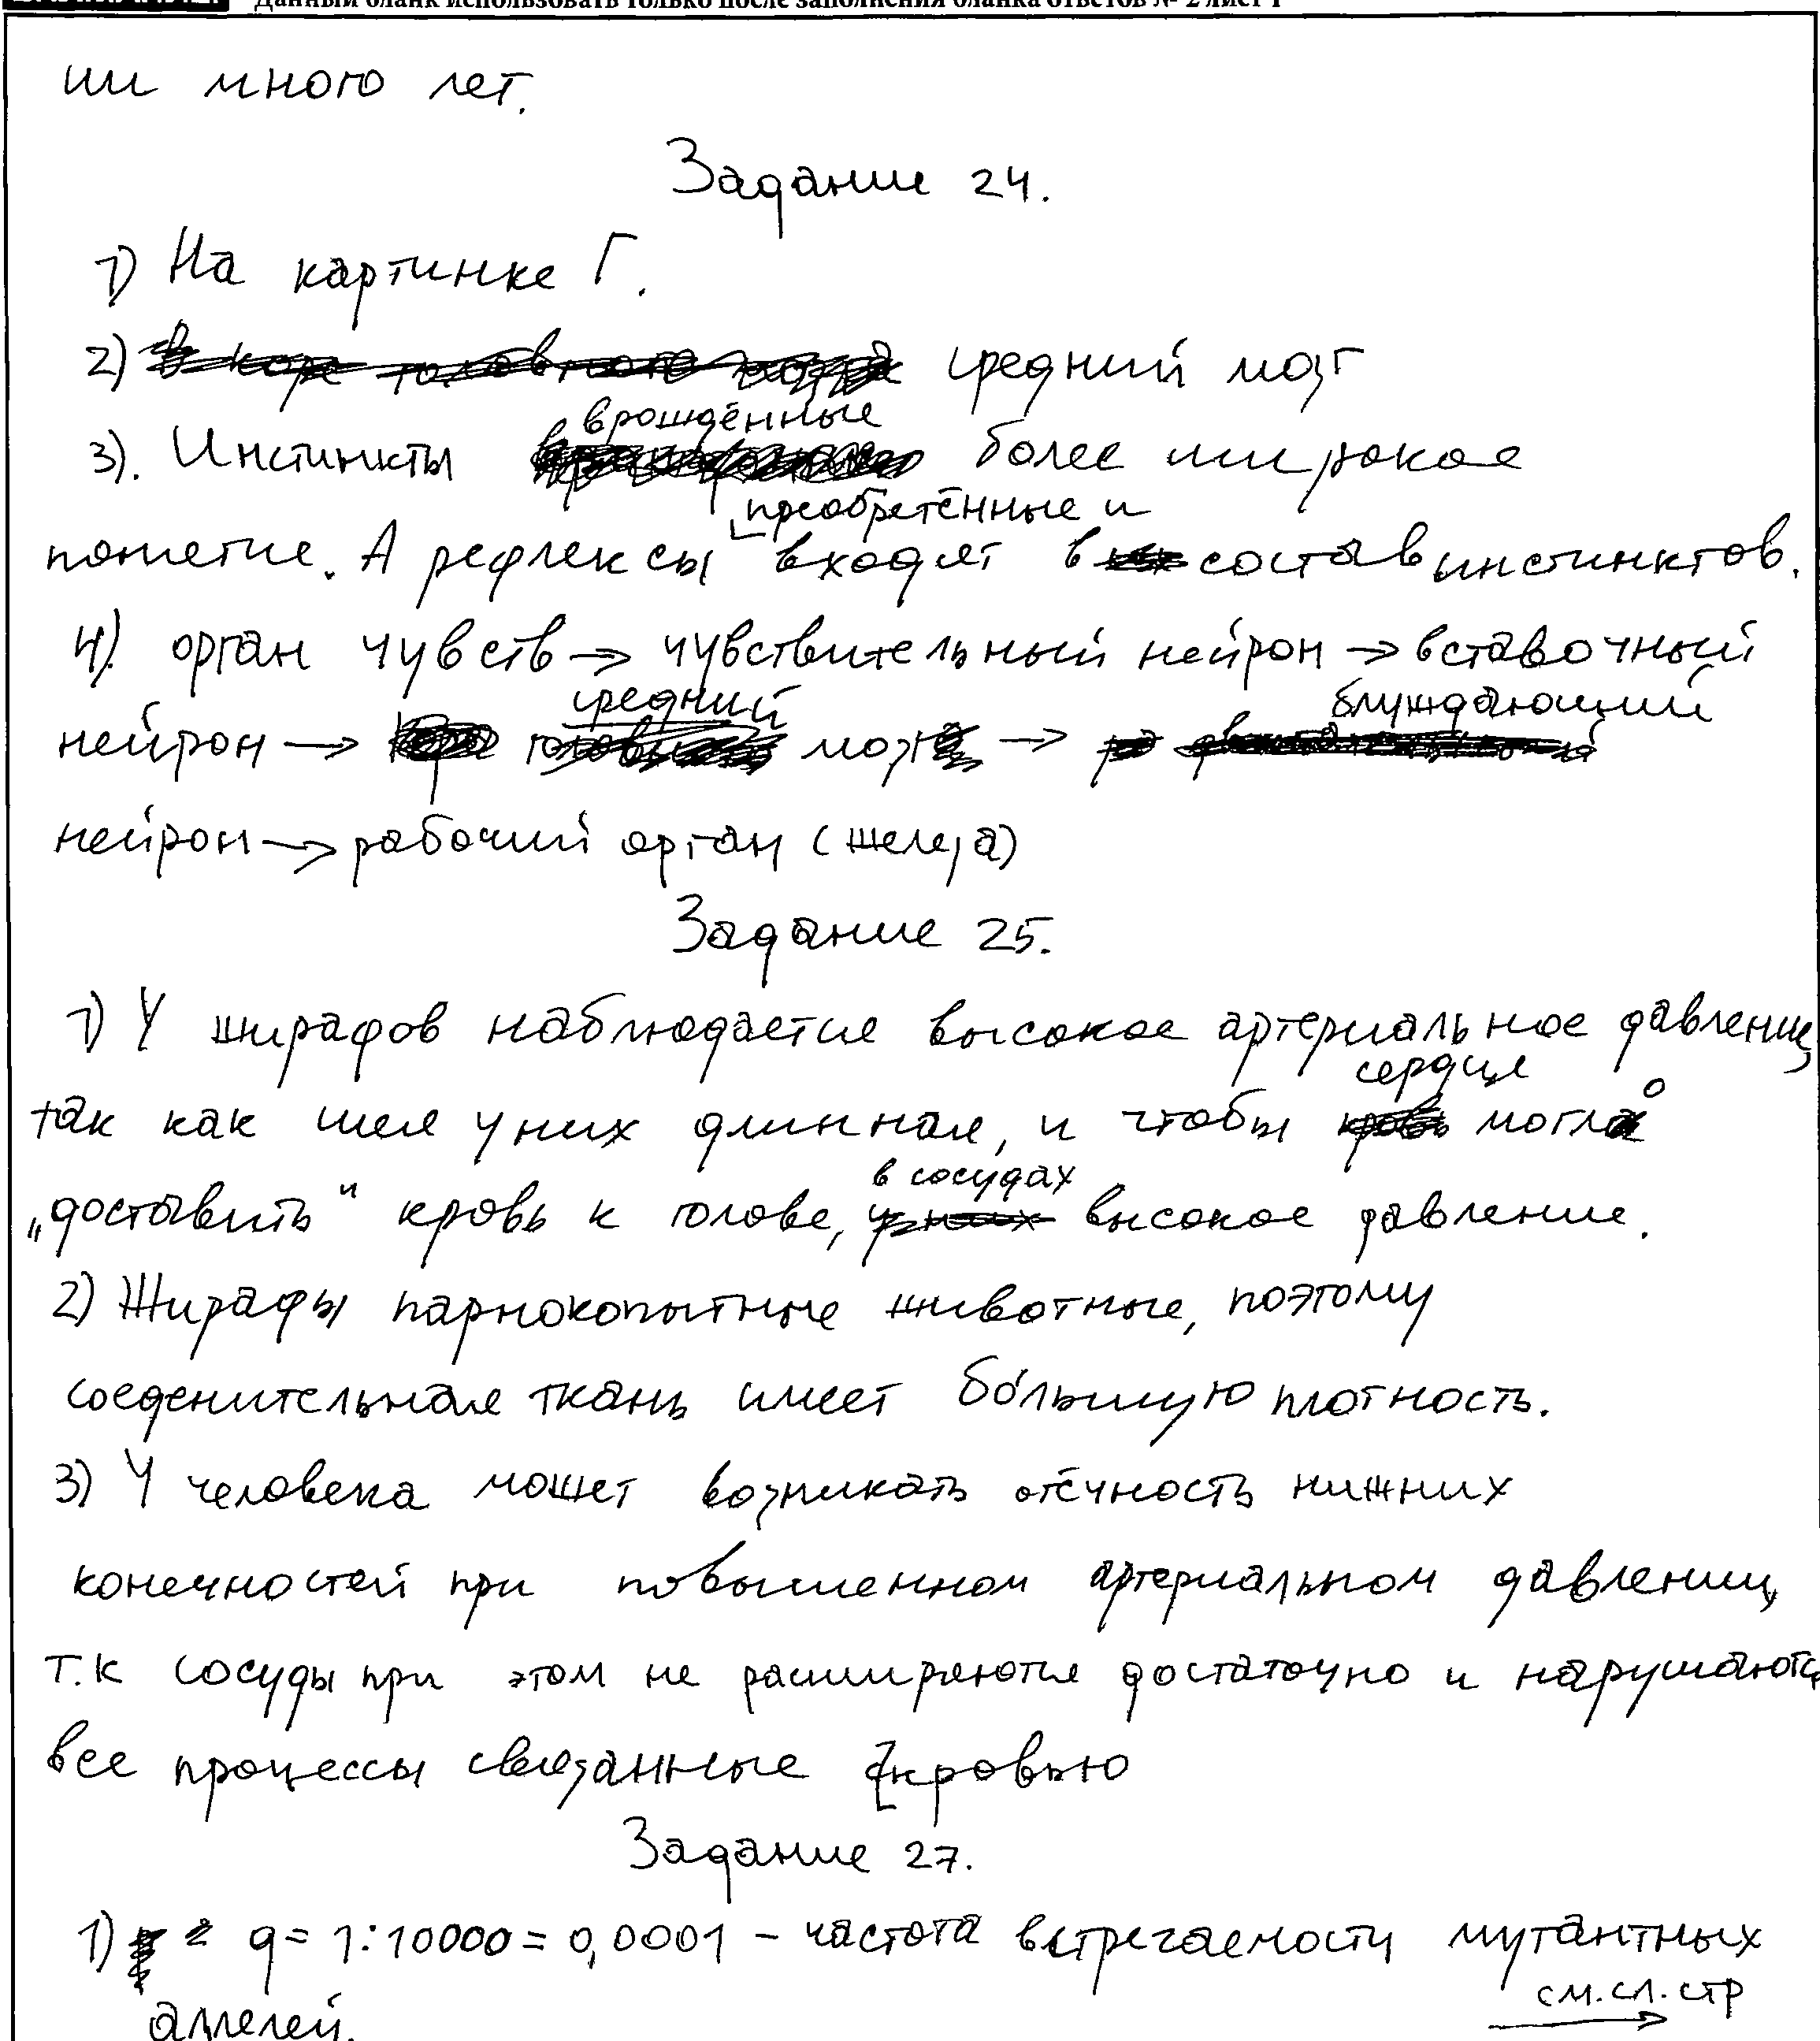 Данный бланк использовать только после заполнения бланка ответов № 2 лист 1
ии много лет.
Задание 24.
1) На картинке Г.
2) средний мозг
3). Инстинкты врождённые более широкое
понятие. А рефлексы преобретённые и входят в состав инстинктов.
4). орган чувств → чувствительный нейрон → вставочный
нейрон → средний мозг → блуждающий
нейрон → рабочий орган (железа)
Задание 25.
1) У жирафов наблюдается высокое артериальное давление,
так как шея у них длинная, и чтобы сердце могло
„доставить" кровь к голове, в сосудах высокое давление.
2) Жирафы парнокопытные животные, поэтому
соеденительная ткань имеет бо́льшую плотность.
3) У человека может возникать отёчность нижних
конечностей при повышенном артериальном давлении,
т.к сосуды при этом не расширяются достаточно и нарушаются
все процессы связанные с кровью
Задание 27.
1) q = 1:10000 = 0,0001 – частота встречаемости мутантных
аллелей.
см. сл. стр →